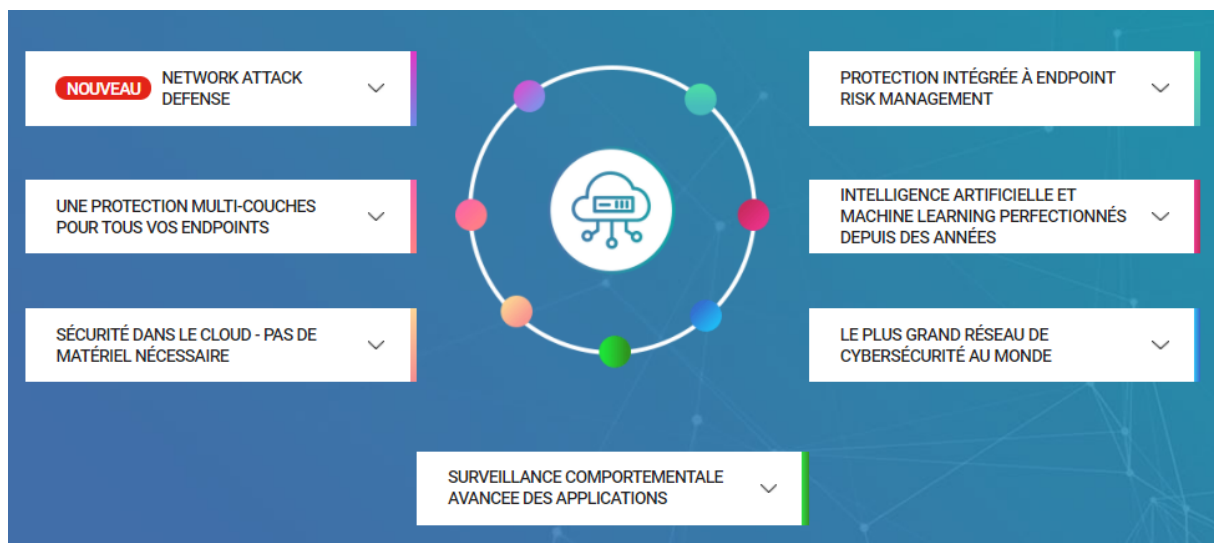 NOUVEAU NETWORK ATTACK
DEFENSE
UNE PROTECTION MULTI-COUCHES
POUR TOUS VOS ENDPOINTS
SÉCURITÉ DANS LE CLOUD - PAS DE
MATÉRIEL NÉCESSAIRE
PROTECTION INTÉGRÉE À ENDPOINT
RISK MANAGEMENT
INTELLIGENCE ARTIFICIELLE ET
MACHINE LEARNING PERFECTIONNÉS
DEPUIS DES ANNÉES
LE PLUS GRAND RÉSEAU DE
CYBERSÉCURITÉ AU MONDE
SURVEILLANCE COMPORTEMENTALE
AVANCEE DES APPLICATIONS